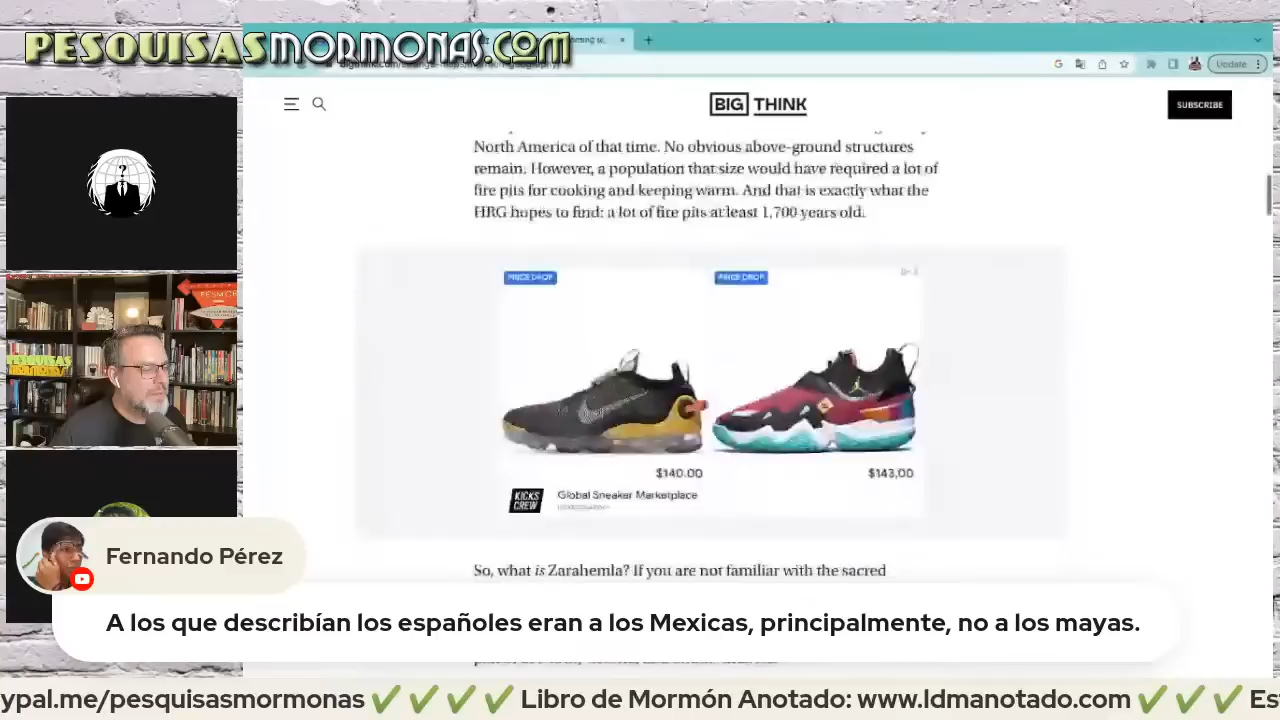 PESQUISASMORMONAS.COM
Update
BIG THINK
SUBSCRIBE
North America of that time. No obvious above-ground structures
remain. However, a population that size would have required a lot of
fire pits for cooking and keeping warm. And that is exactly what the
HRG hopes to find: a lot of fire pits at least 1,700 years old.
PRICE DROP
PRICE DROP
$140.00
$143.00
KICKS
CREW
Global Sneaker Marketplace
So, what is Zarahemla? If you are not familiar with the sacred
PESQUISAS
Fernando Pérez
A los que describían los españoles eran a los Mexicas, principalmente, no a los mayas.
ypal.me/pesquisasmormonas ✔ ✔ ✔ ✔ Libro de Mormón Anotado: www.ldmanotado.com ✔ ✔ ✔ Es